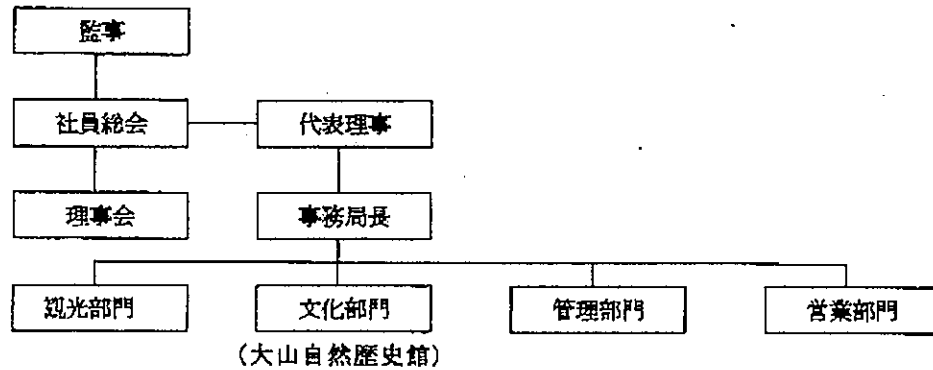 監事
社員総会
代表理事
理事会
事務局長
観光部門
文化部門
管理部門
営業部門
(大山自然歴史館)